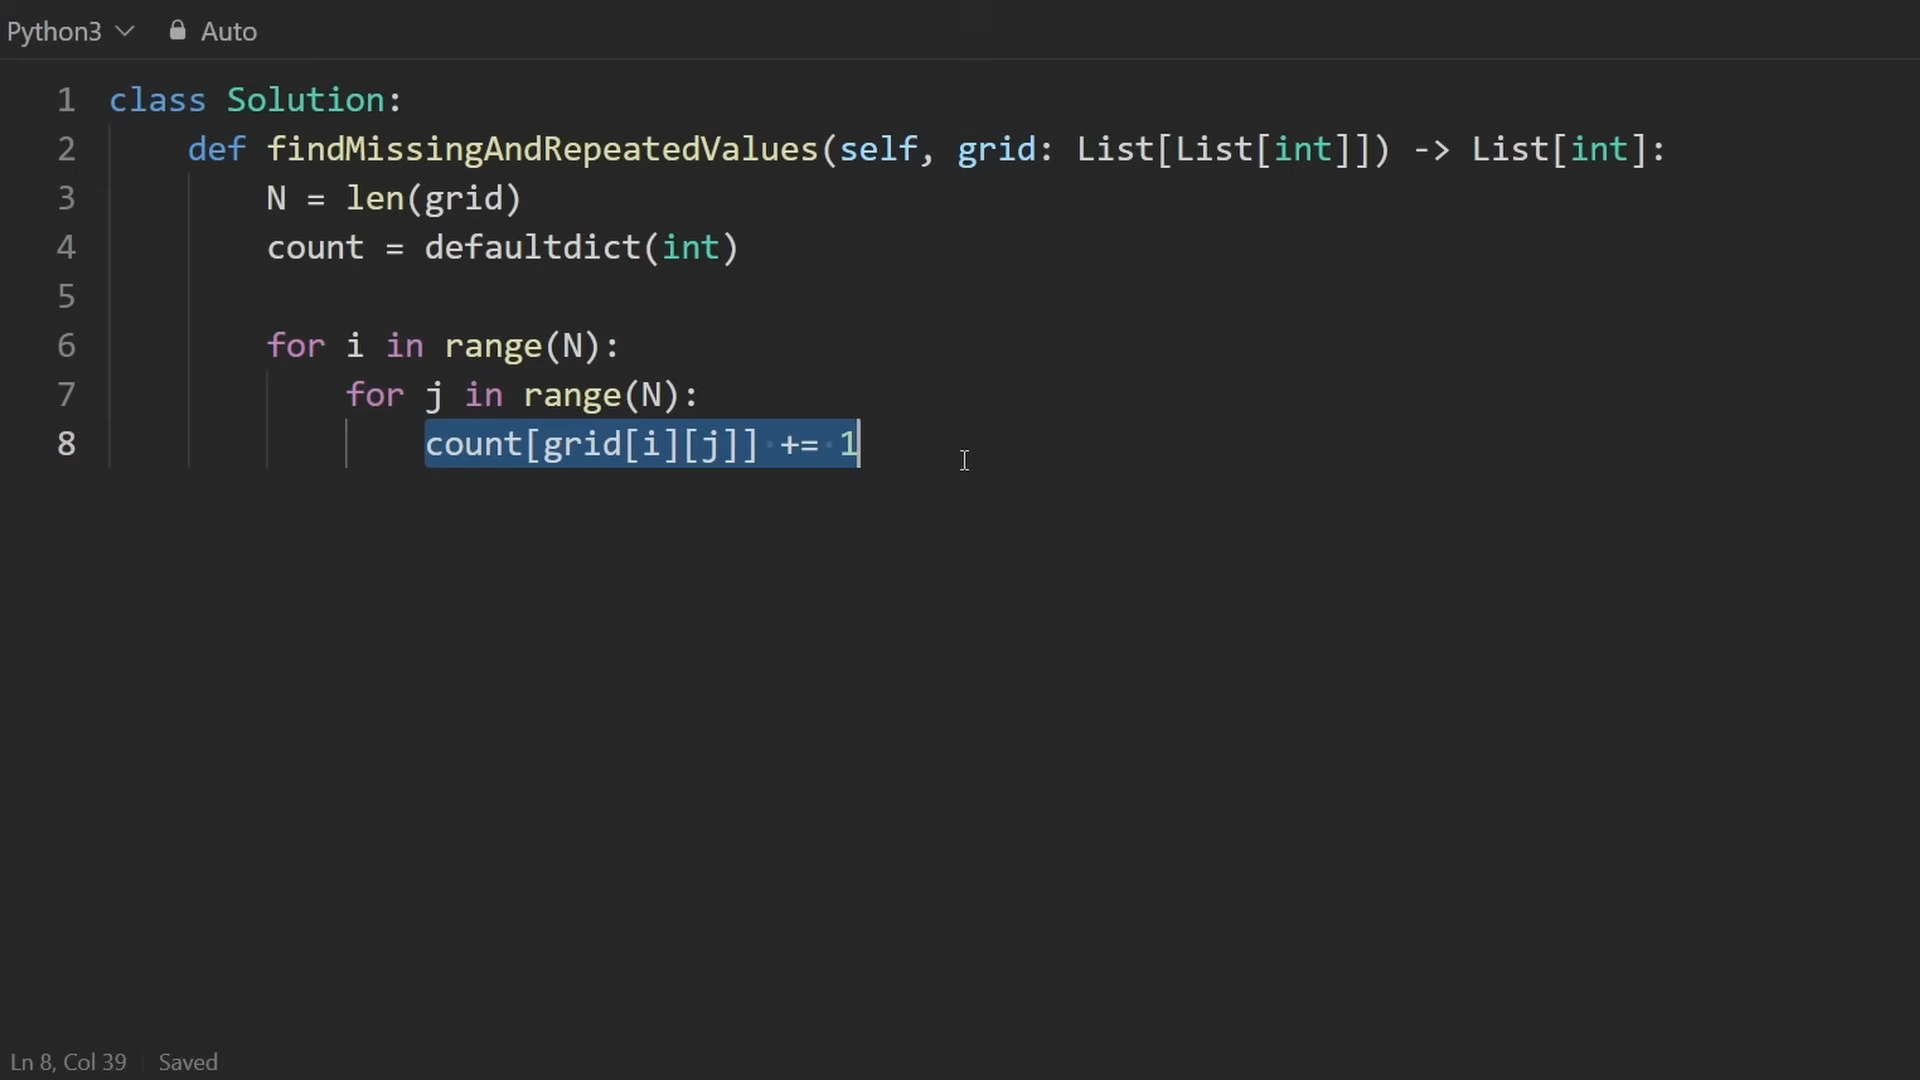 Python3 Auto
1 class Solution:
2 def findMissingAndRepeatedValues(self, grid: List[List[int]]) -> List[int]:
3 N = len(grid)
4 count = defaultdict(int)
5
6 for i in range(N):
7 for j in range(N):
8 count[grid[i][j]] += 1
Ln 8, Col 39 Saved